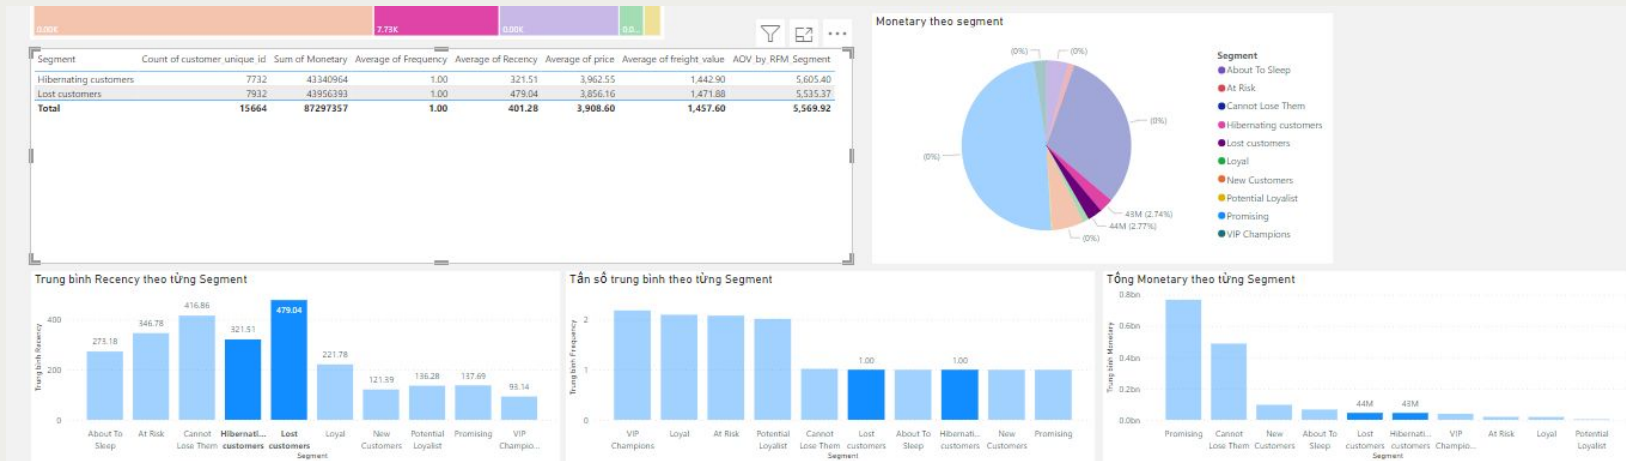 0.00K 7.73K 0.00K 0.0...
Segment Count of customer_unique_id Sum of Monetary Average of Frequency Average of Recency Average of price Average of freight_value AOV_by_RFM_Segment
Hibernating customers 7732 43340964 1.00 321.51 3,962.55 1,442.90 5,605.40
Lost customers 7932 43956393 1.00 479.04 3,856.16 1,471.88 5,535.37
Total 15664 87297357 1.00 401.28 3,908.60 1,457.60 5,569.92
Monetary theo segment
(0%) (0%)
(0%)
(0%)
43M (2.74%)
44M (2.77%)
(0%)
Segment
About To Sleep
At Risk
Cannot Lose Them
Hibernating customers
Lost customers
Loyal
New Customers
Potential Loyalist
Promising
VIP Champions
Trung bình Recency theo từng Segment
Trung bình Recency
400
200
0
273.18 346.78 416.86 321.51 479.04 221.78 121.39 136.28 137.69 93.14
About To Sleep
At Risk
Cannot Lose Them
Hibernati... customers
Lost customers
Loyal
New Customers
Potential Loyalist
Promising
VIP Champio...
Segment
Tần số trung bình theo từng Segment
Trung bình Frequency
2
1
0
1.00 1.00
VIP Champions
Loyal
At Risk
Potential Loyalist
Cannot Lose Them
Lost customers
About To Sleep
Hibernati... customers
New Customers
Promising
Segment
Tổng Monetary theo từng Segment
Trung bình Monetary
0.8bn
0.6bn
0.4bn
0.2bn
0.0bn
44M 43M
Promising
Cannot Lose Them
New Customers
About To Sleep
Lost customers
Hibernati... customers
VIP Champio...
At Risk
Loyal
Potential Loyalist
Segment